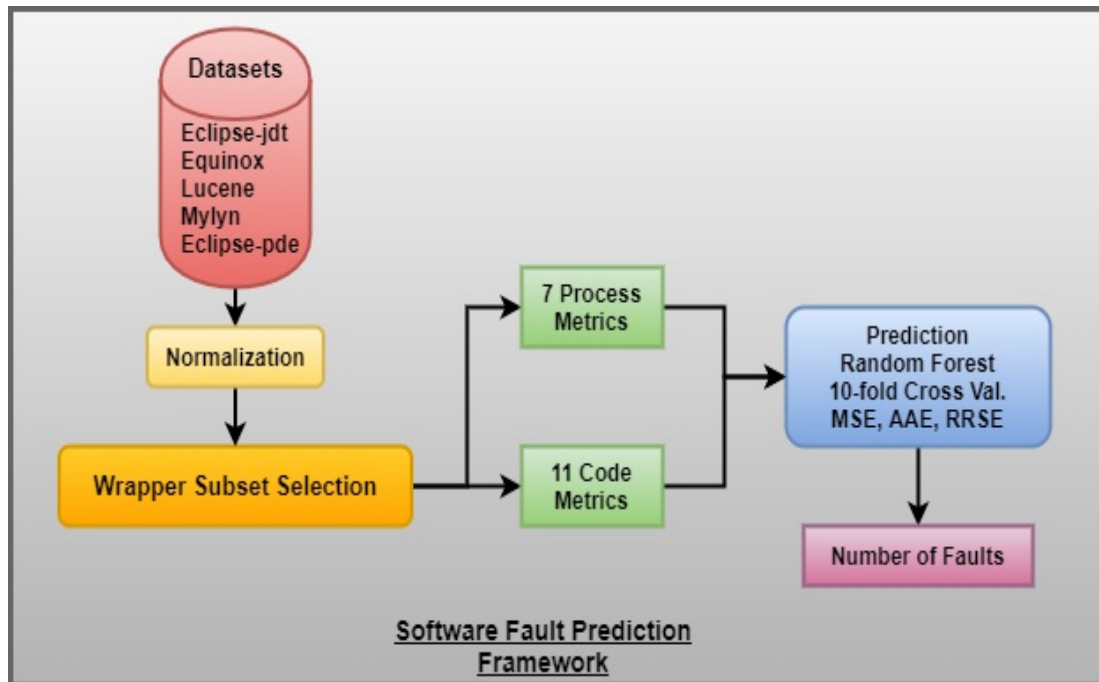 Datasets
Eclipse-jdt
Equinox
Lucene
Mylyn
Eclipse-pde
Normalization
Wrapper Subset Selection
7 Process
Metrics
11 Code
Metrics
Prediction
Random Forest
10-fold Cross Val.
MSE, AAE, RRSE
Number of Faults
Software Fault Prediction
Framework